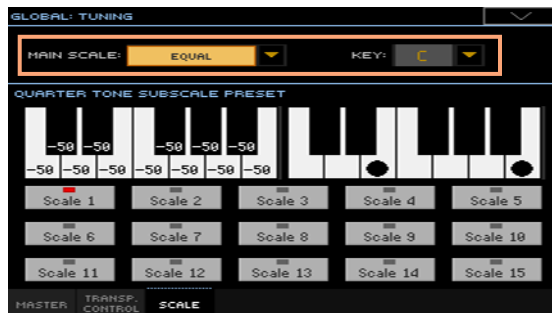 GLOBAL: TUNING
MAIN SCALE: EQUAL KEY: C
QUARTER TONE SUBSCALE PRESET
-50 -50 -50 -50 -50
-50 -50 -50 -50 -50 -50 -50
Scale 1 Scale 2 Scale 3 Scale 4 Scale 5
Scale 6 Scale 7 Scale 8 Scale 9 Scale 10
Scale 11 Scale 12 Scale 13 Scale 14 Scale 15
MASTER TRANSP. CONTROL SCALE